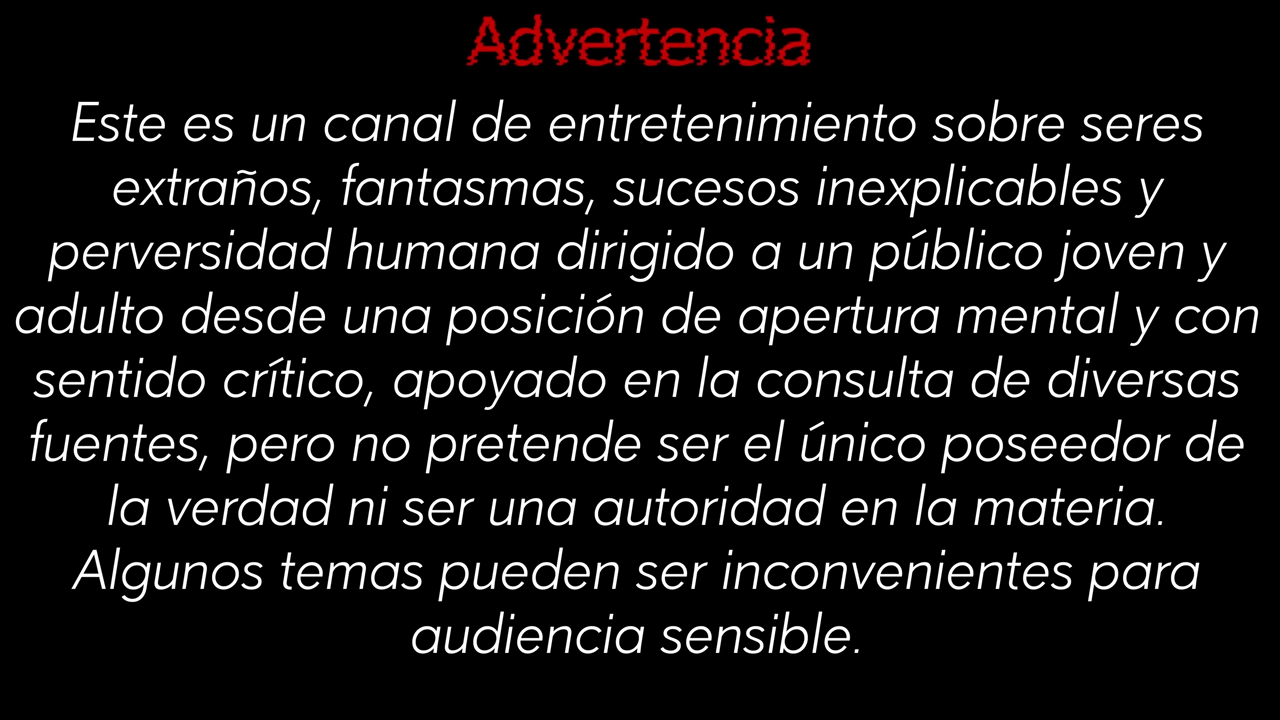 Advertencia
Este es un canal de entretenimiento sobre seres
extraños, fantasmas, sucesos inexplicables y
perversidad humana dirigido a un público joven y
adulto desde una posición de apertura mental y con
sentido crítico, apoyado en la consulta de diversas
fuentes, pero no pretende ser el único poseedor de
la verdad ni ser una autoridad en la materia.
Algunos temas pueden ser inconvenientes para
audiencia sensible.